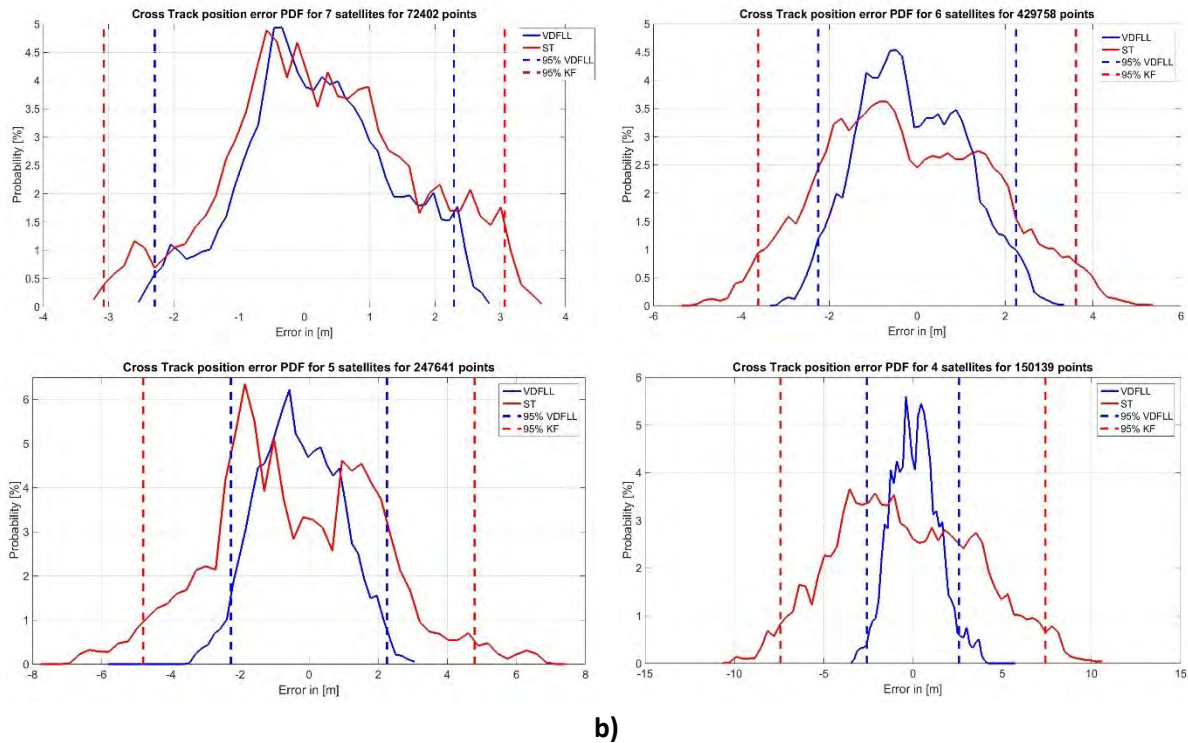 Cross Track position error PDF for 7 satellites for 72402 points
Probability [%]
5
4.5
4
3.5
3
2.5
2
1.5
1
0.5
0
-4 -3 -2 -1 0 1 2 3 4
Error in [m]
VDFLL
ST
95% VDFLL
95% KF
Cross Track position error PDF for 6 satellites for 429758 points
Probability [%]
5
4.5
4
3.5
3
2.5
2
1.5
1
0.5
0
-6 -4 -2 0 2 4 6
Error in [m]
VDFLL
ST
95% VDFLL
95% KF
Cross Track position error PDF for 5 satellites for 247641 points
Probability [%]
6
5
4
3
2
1
0
-8 -6 -4 -2 0 2 4 6 8
Error in [m]
VDFLL
ST
95% VDFLL
95% KF
Cross Track position error PDF for 4 satellites for 150139 points
Probability [%]
6
5
4
3
2
1
0
-15 -10 -5 0 5 10 15
Error in [m]
VDFLL
ST
95% VDFLL
95% KF
b)